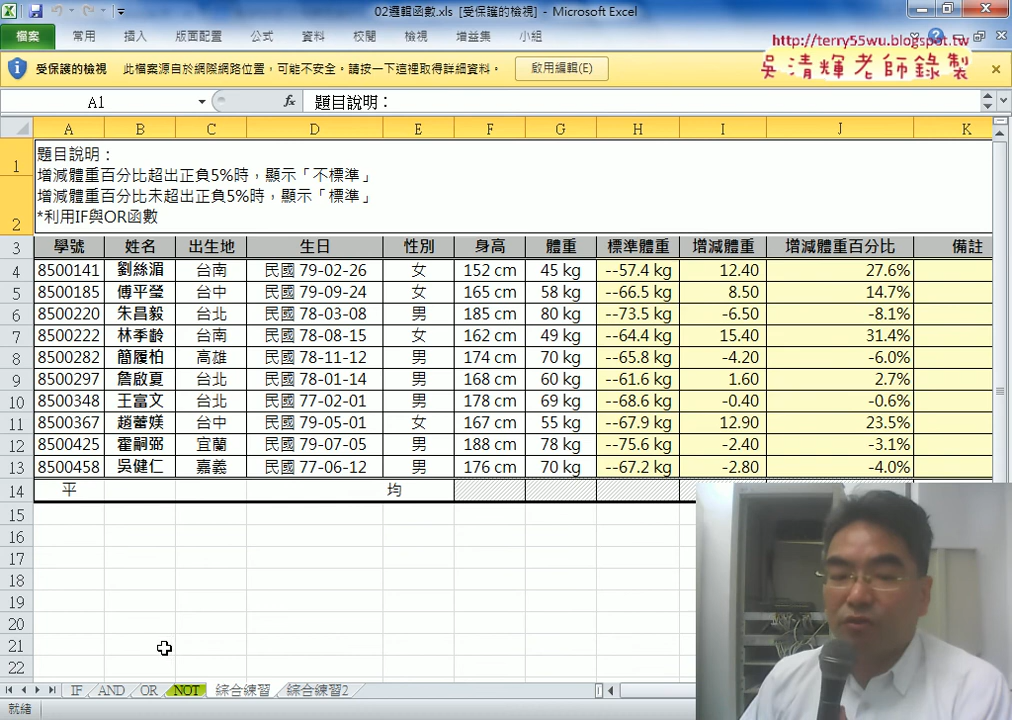 02邏輯函數.xls [受保護的檢視] - Microsoft Excel
檔案 常用 插入 版面配置 公式 資料 校閱 檢視 增益集 小組
http://terry55wu.blogspot.tw
吳清輝老師錄製
受保護的檢視 此檔案源自於網際網路位置，可能不安全。請按一下這裡取得詳細資料。 啟用編輯(E)
A1 fx 題目說明：
A B C D E F G H I J K
1 題目說明：
增減體重百分比超出正負5%時，顯示「不標準」
增減體重百分比未超出正負5%時，顯示「標準」
2 *利用IF與OR函數
3 學號 姓名 出生地 生日 性別 身高 體重 標準體重 增減體重 增減體重百分比 備註
4 8500141 劉絲湄 台南 民國 79-02-26 女 152 cm 45 kg --57.4 kg 12.40 27.6%
5 8500185 傅平瑩 台中 民國 79-09-24 女 165 cm 58 kg --66.5 kg 8.50 14.7%
6 8500220 朱昌毅 台北 民國 78-03-08 男 185 cm 80 kg --73.5 kg -6.50 -8.1%
7 8500222 林季齡 台南 民國 78-08-15 女 162 cm 49 kg --64.4 kg 15.40 31.4%
8 8500282 簡履柏 高雄 民國 78-11-12 男 174 cm 70 kg --65.8 kg -4.20 -6.0%
9 8500297 詹啟夏 台北 民國 78-01-14 男 168 cm 60 kg --61.6 kg 1.60 2.7%
10 8500348 王富文 台北 民國 77-02-01 男 178 cm 69 kg --68.6 kg -0.40 -0.6%
11 8500367 趙蕾媄 台中 民國 79-05-01 女 167 cm 55 kg --67.9 kg 12.90 23.5%
12 8500425 霍嗣弼 宜蘭 民國 79-07-05 男 188 cm 78 kg --75.6 kg -2.40 -3.1%
13 8500458 吳健仁 嘉義 民國 77-06-12 男 176 cm 70 kg --67.2 kg -2.80 -4.0%
14 平 均
15
16
17
18
19
20
21
22
IF AND OR NOT 綜合練習 綜合練習2
就緒